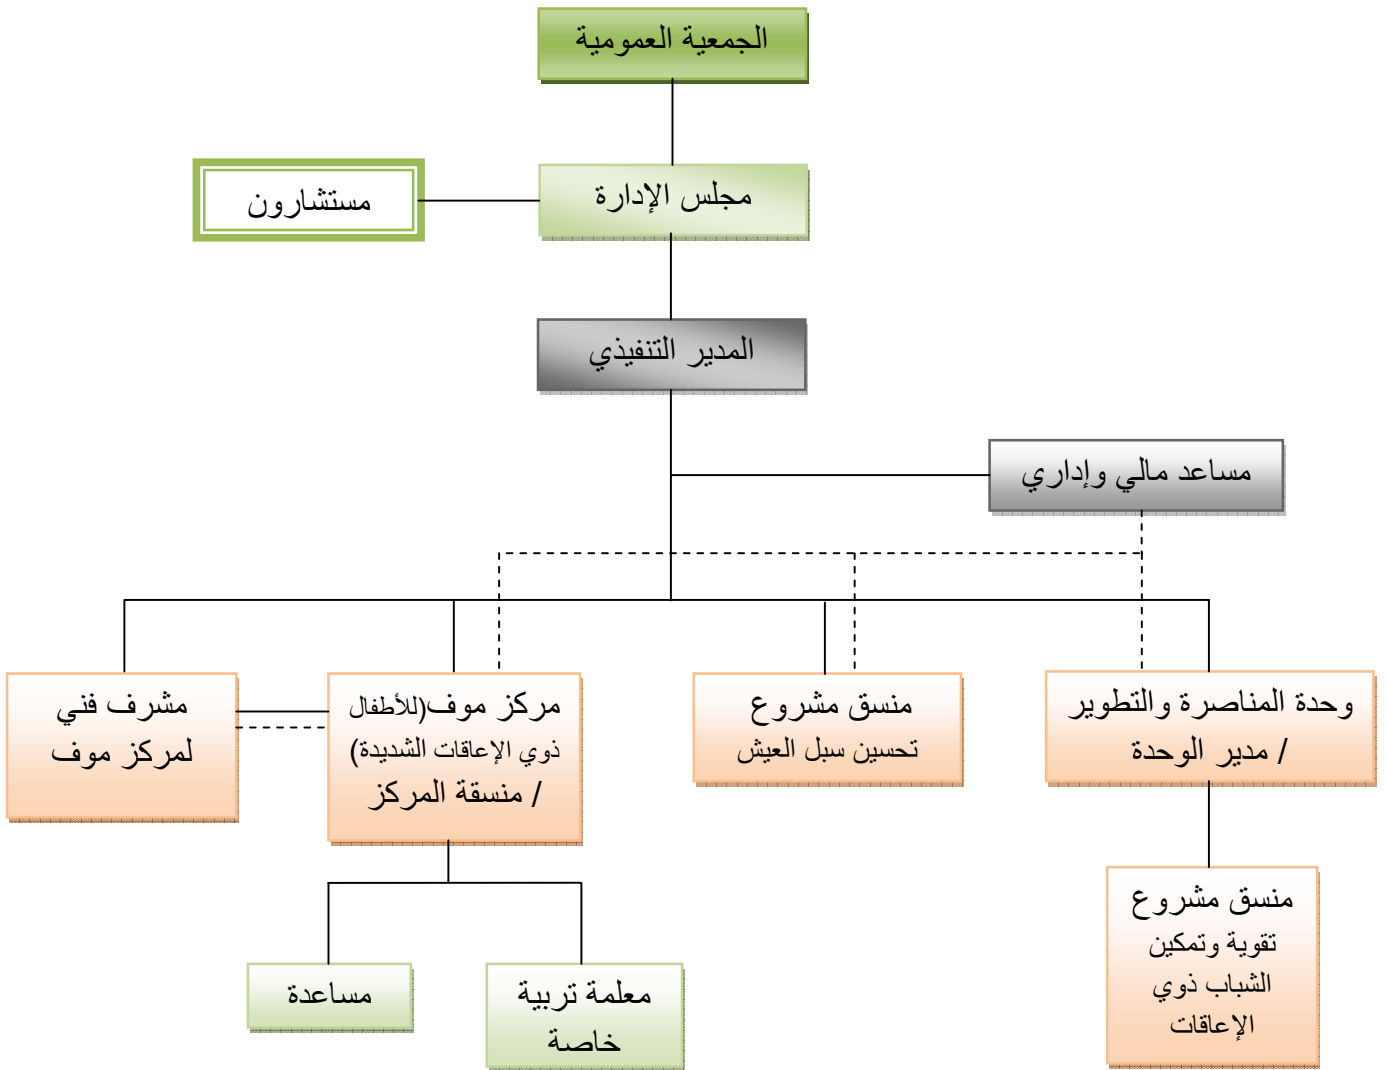 الجمعية العمومية
مجلس الإدارة
مستشارون
المدير التنفيذي
مساعد مالي وإداري
وحدة المناصرة والتطوير
/ مدير الوحدة
منسق مشروع
تحسين سبل العيش
مركز موف(للأطفال
ذوي الإعاقات الشديدة)
/ منسقة المركز
مشرف فني
لمركز موف
منسق مشروع
تقوية وتمكين
الشباب ذوي
الإعاقات
معلمة تربية
خاصة
مساعدة